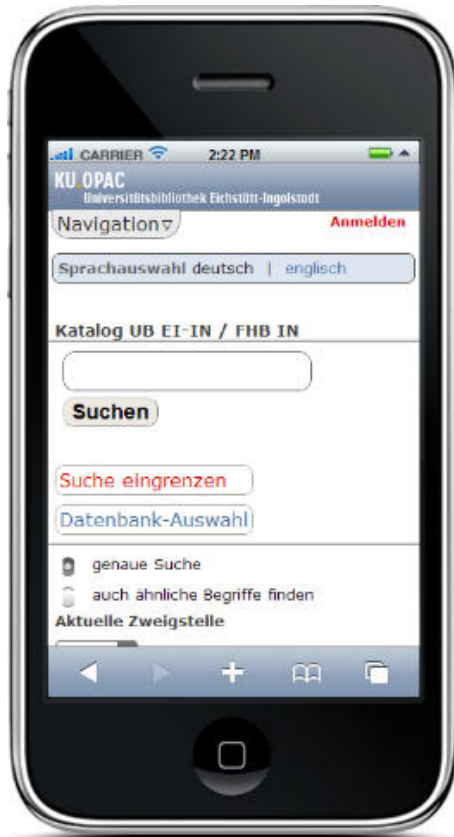 CARRIER 2:22 PM
KU.OPAC
Universitätsbibliothek Eichstätt-Ingolstadt
Navigation▿ Anmelden
Sprachauswahl deutsch | englisch
Katalog UB EI-IN / FHB IN
Suchen
Suche eingrenzen
Datenbank-Auswahl
genaue Suche
auch ähnliche Begriffe finden
Aktuelle Zweigstelle